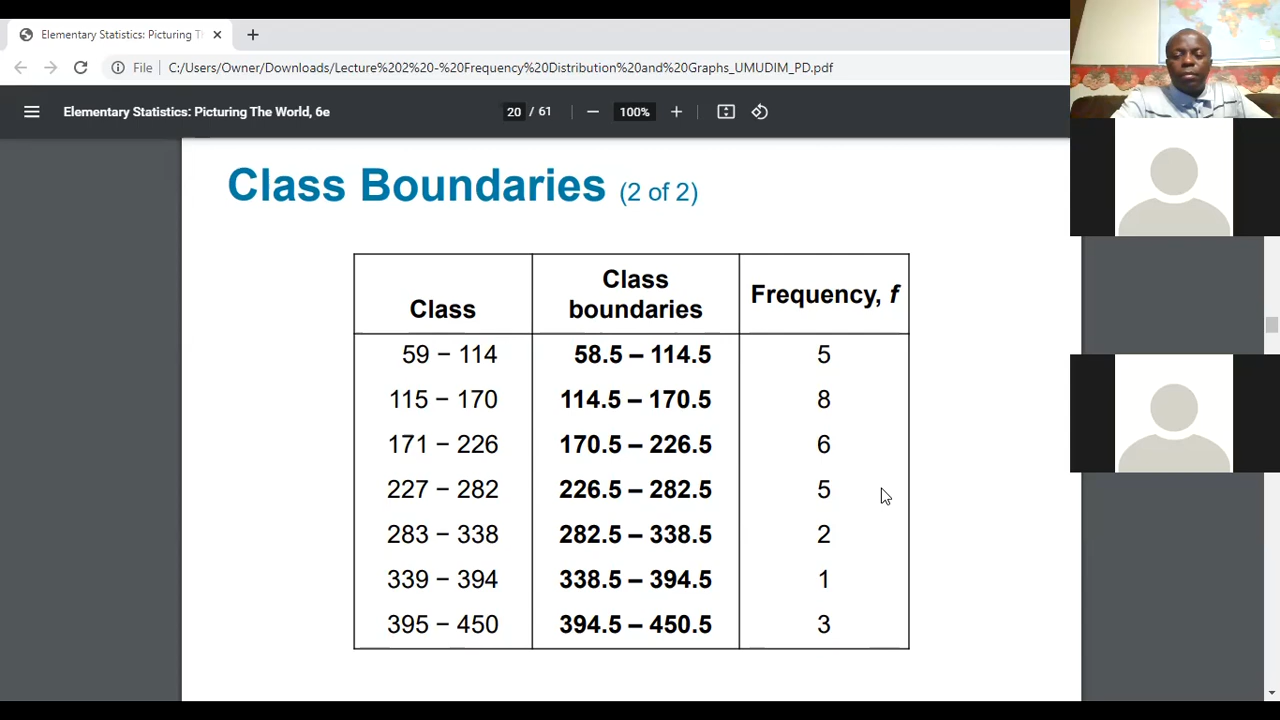 Elementary Statistics: Picturing T
File C:/Users/Owner/Downloads/Lecture%202%20-%20Frequency%20Distribution%20and%20Graphs_UMUDIM_PD.pdf
Elementary Statistics: Picturing The World, 6e 20 / 61 100%
Class Boundaries (2 of 2)
Class Class boundaries Frequency, f
59 − 114 58.5 – 114.5 5
115 − 170 114.5 – 170.5 8
171 − 226 170.5 – 226.5 6
227 − 282 226.5 – 282.5 5
283 − 338 282.5 – 338.5 2
339 − 394 338.5 – 394.5 1
395 − 450 394.5 – 450.5 3